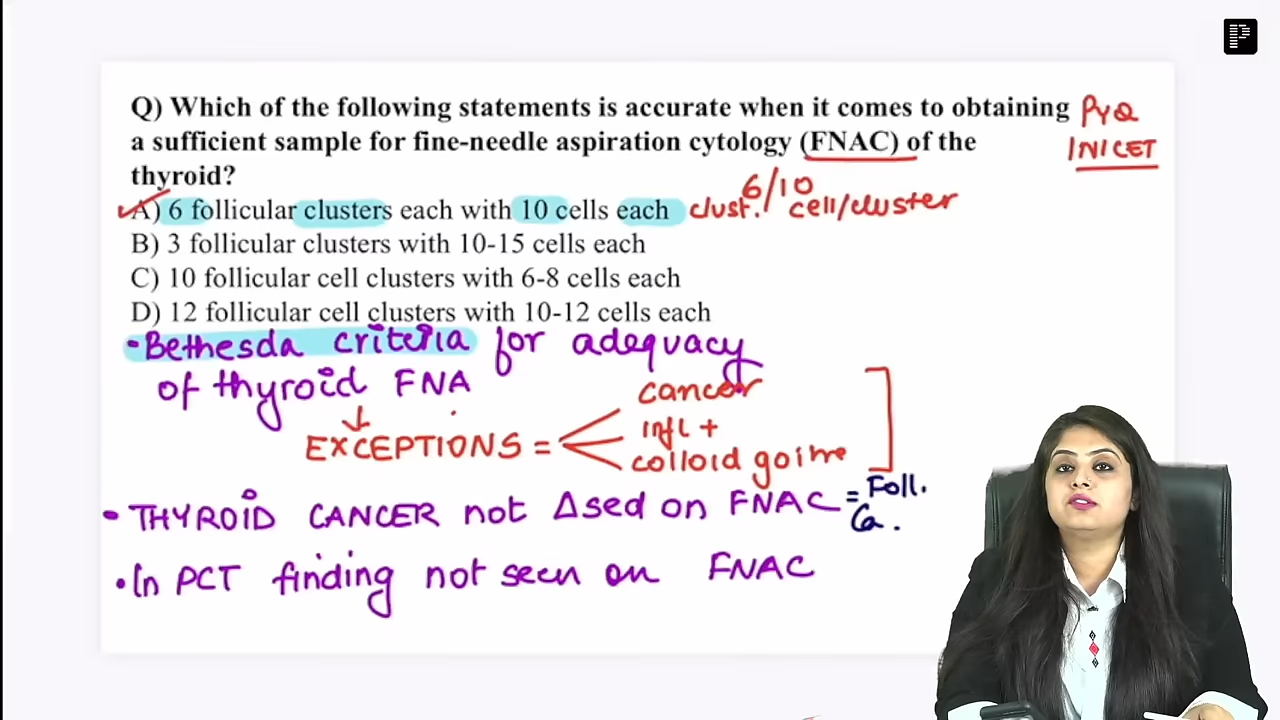 Q) Which of the following statements is accurate when it comes to obtaining PYQ
a sufficient sample for fine-needle aspiration cytology (FNAC) of the INICET
thyroid?
A) 6 follicular clusters each with 10 cells each clust. 6/10 cell/cluster
B) 3 follicular clusters with 10-15 cells each
C) 10 follicular cell clusters with 6-8 cells each
D) 12 follicular cell clusters with 10-12 cells each
• Bethesda criteria for adequacy
of thyroid FNA
↓ cancer
EXCEPTIONS = infl +
colloid goitre
• THYROID CANCER not Δsed on FNAC = Foll.
Ca.
• In PCT finding not seen on FNAC
P